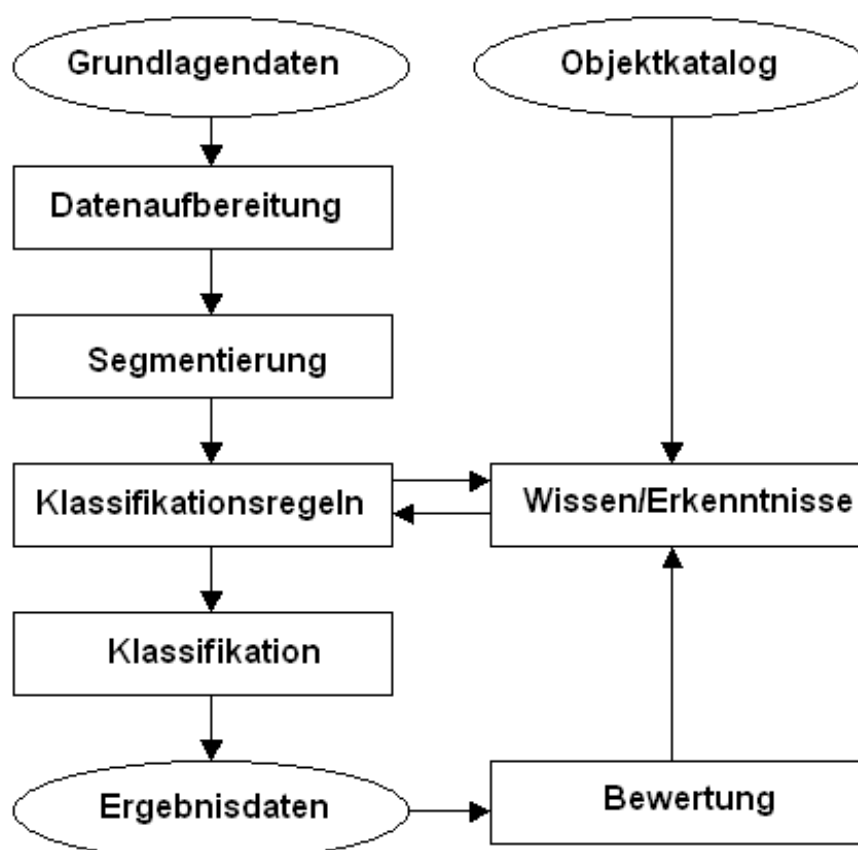 Grundlagendaten
Objektkatalog
Datenaufbereitung
Segmentierung
Klassifikationsregeln
Wissen/Erkenntnisse
Klassifikation
Ergebnisdaten
Bewertung